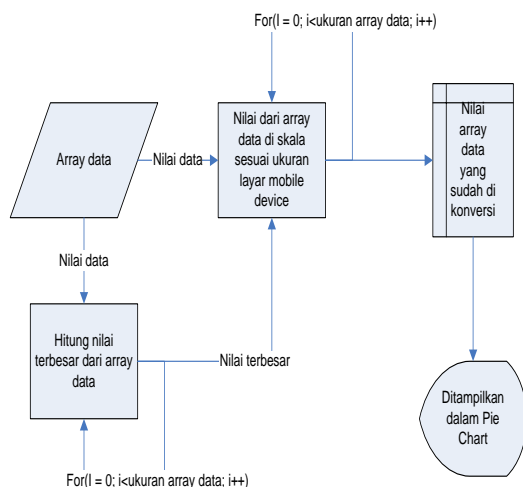 For(I = 0; i<ukuran array data; i++)
Array data
Nilai data
Nilai dari array
data di skala
sesuai ukuran
layar mobile
device
Nilai
array
data
yang
sudah di
konversi
Nilai data
Hitung nilai
terbesar dari array
data
Nilai terbesar
Ditampilkan
dalam Pie
Chart
For(I = 0; i<ukuran array data; i++)